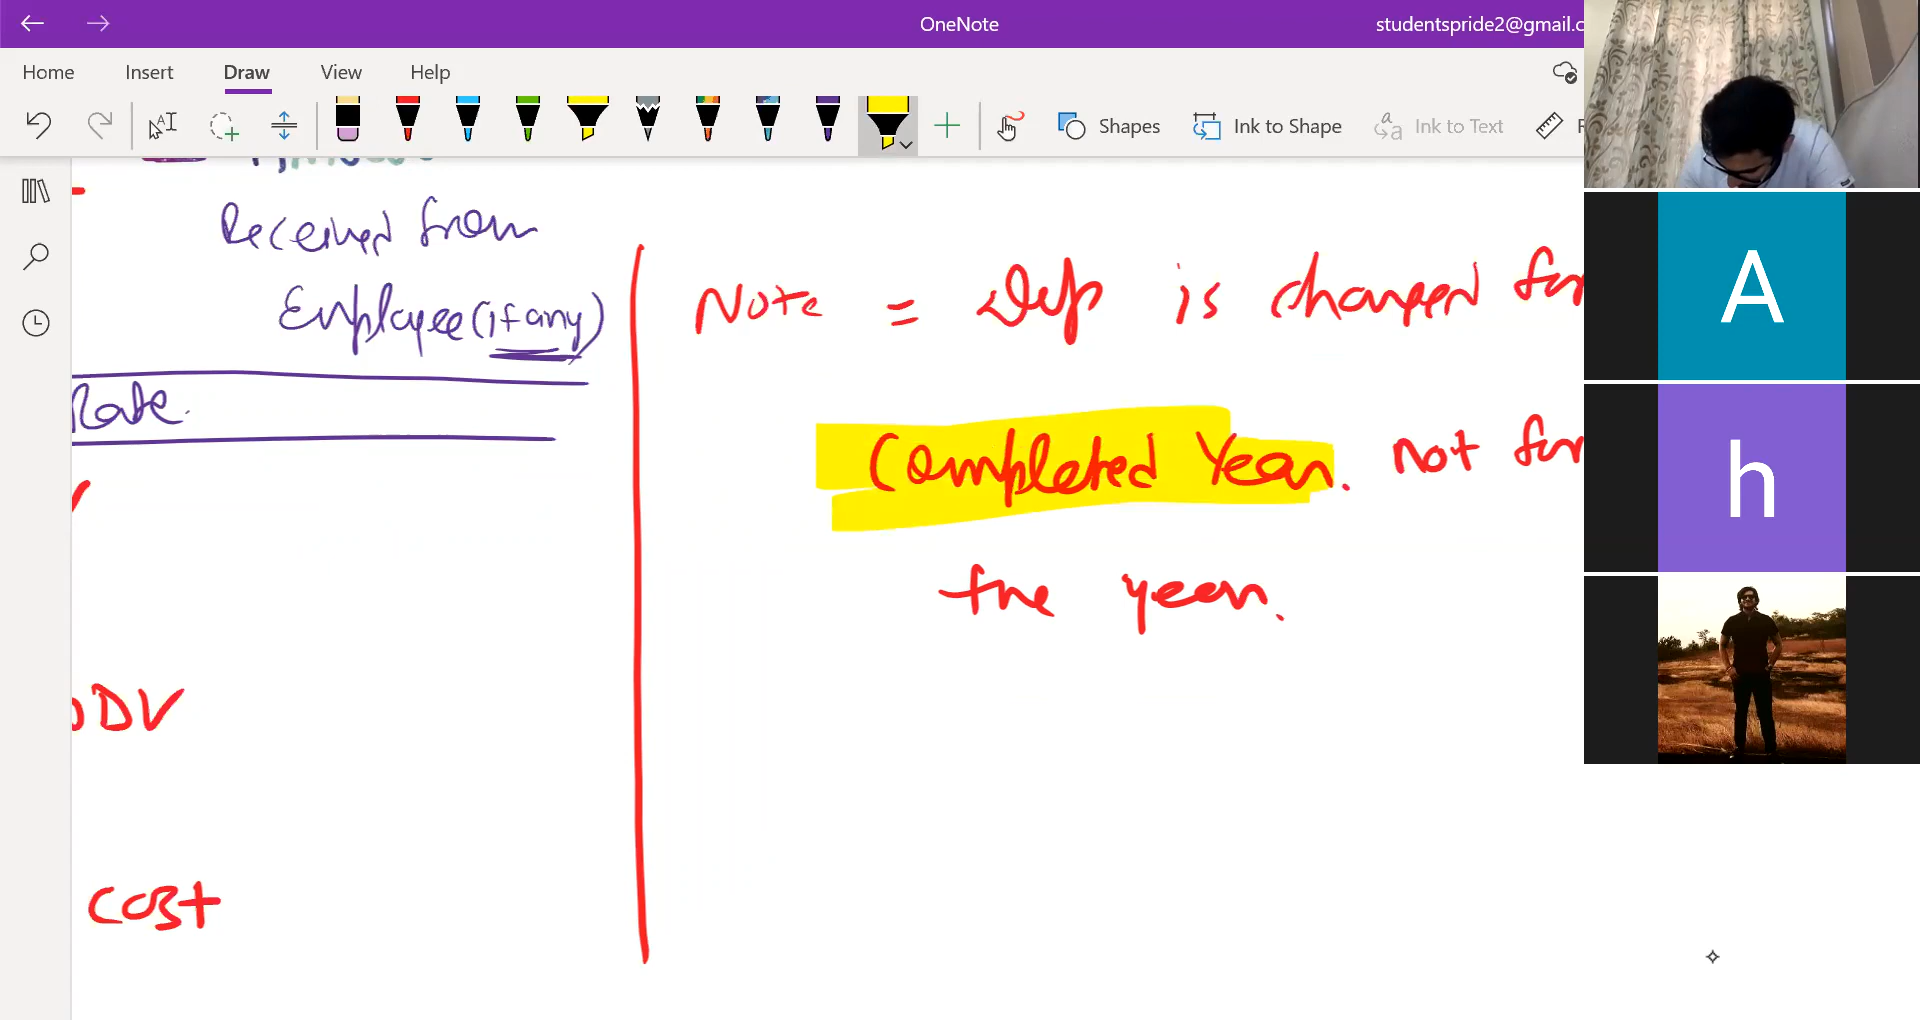 OneNote
studentspride2@gmail.c
Home Insert Draw View Help
Shapes Ink to Shape Ink to Text
Received from
Employee (if any)
Rate.
DV
Cost
Note = Dep is charged for
Completed Year. not for
the year.
A
h